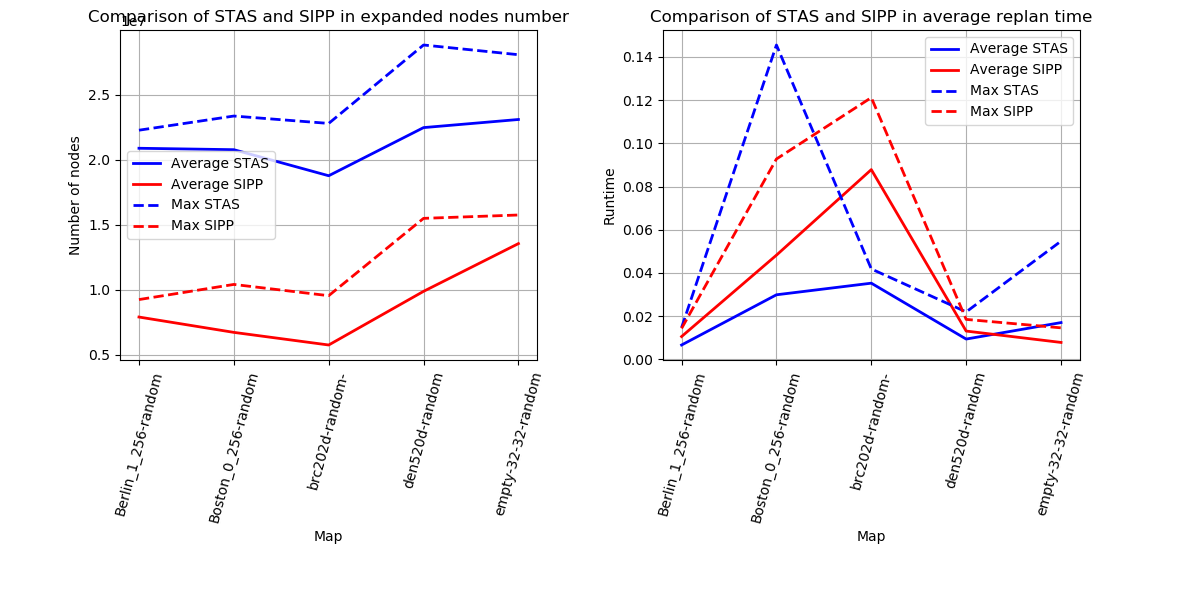 Comparison of STAS and SIPP in expanded nodes number
1e7
2.5
2.0
1.5
1.0
0.5
Number of nodes
Average STAS
Average SIPP
Max STAS
Max SIPP
Berlin_1_256-random
Boston_0_256-random
brc202d-random-
den520d-random
empty-32-32-random
Map
Comparison of STAS and SIPP in average replan time
0.14
0.12
0.10
0.08
0.06
0.04
0.02
0.00
Runtime
Average STAS
Average SIPP
Max STAS
Max SIPP
Berlin_1_256-random
Boston_0_256-random
brc202d-random-
den520d-random
empty-32-32-random
Map